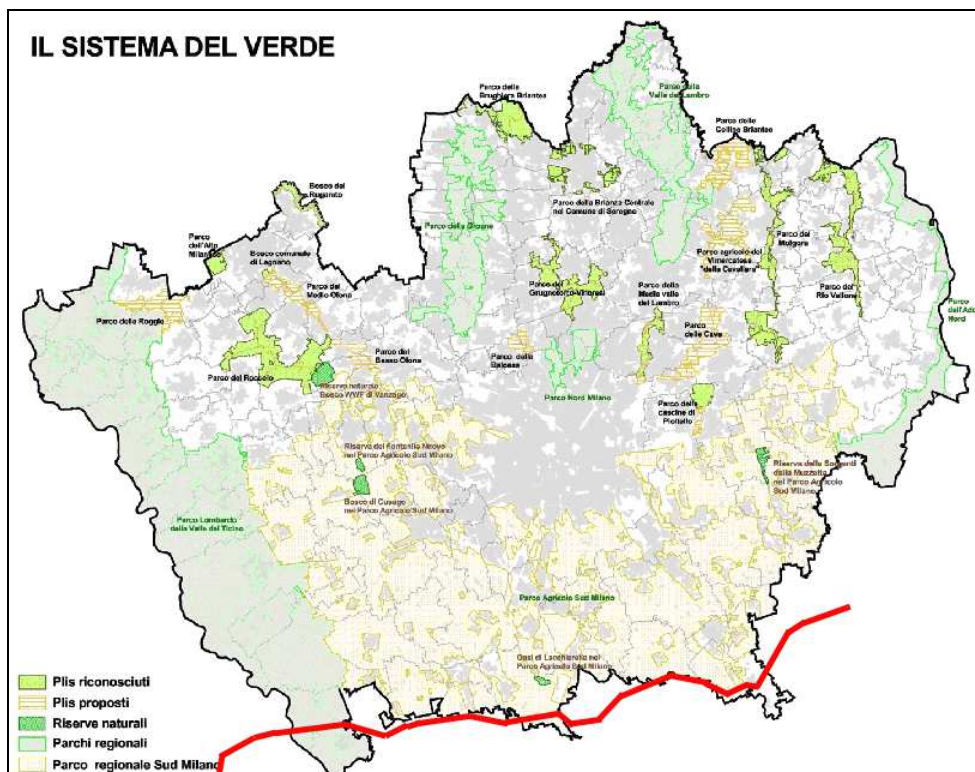 IL SISTEMA DEL VERDE
Parco della
Brughiera Briantea
Parco della
Valle del Lambro
Parco delle
Colline Briantee
Bosco del
Rugareto
Parco della Brianza Centrale
nel Comune di Seregno
Parco delle Groane
Parco
dell'Alto
Milanese
Bosco comunale
di Legnano
Parco del
Molgora
Parco agricolo del
Vimercatese
"della Cavallera"
Parco del
Medio Olona
Parco del
Grugnotorto-Villoresi
Parco della
Media valle
del Lambro
Parco del
Rio Vallone
Parco
dell'Adda
Nord
Parco delle Roggie
Parco
delle Cave
Parco del
Basso Olona
Parco della
Balossa
Parco del Roccolo
Riserva naturale
Bosco WWF di Vanzago
Parco Nord Milano
Parco delle
cascine di
Pioltello
Riserva del Fontanile Nuovo
nel Parco Agricolo Sud Milano
Riserva delle Sorgenti
della Muzzetta
nel Parco Agricolo
Sud Milano
Bosco di Cusago
nel Parco Agricolo Sud Milano
Parco Lombardo
della Valle del Ticino
Parco Agricolo Sud Milano
Oasi di Lacchiarella nel
Parco Agricolo Sud Milano
Plis riconosciuti
Plis proposti
Riserve naturali
Parchi regionali
Parco regionale Sud Milano